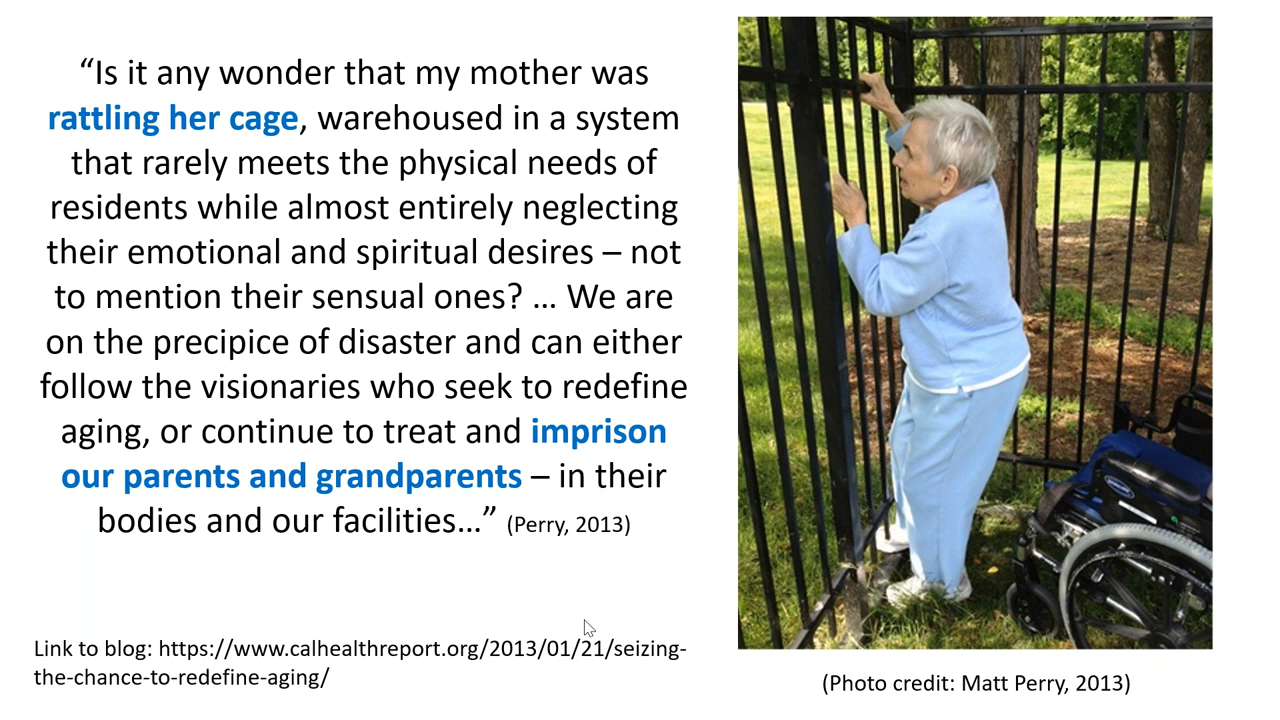 “Is it any wonder that my mother was
rattling her cage, warehoused in a system
that rarely meets the physical needs of
residents while almost entirely neglecting
their emotional and spiritual desires – not
to mention their sensual ones? … We are
on the precipice of disaster and can either
follow the visionaries who seek to redefine
aging, or continue to treat and imprison
our parents and grandparents – in their
bodies and our facilities…” (Perry, 2013)
Link to blog: https://www.calhealthreport.org/2013/01/21/seizing-
the-chance-to-redefine-aging/
(Photo credit: Matt Perry, 2013)